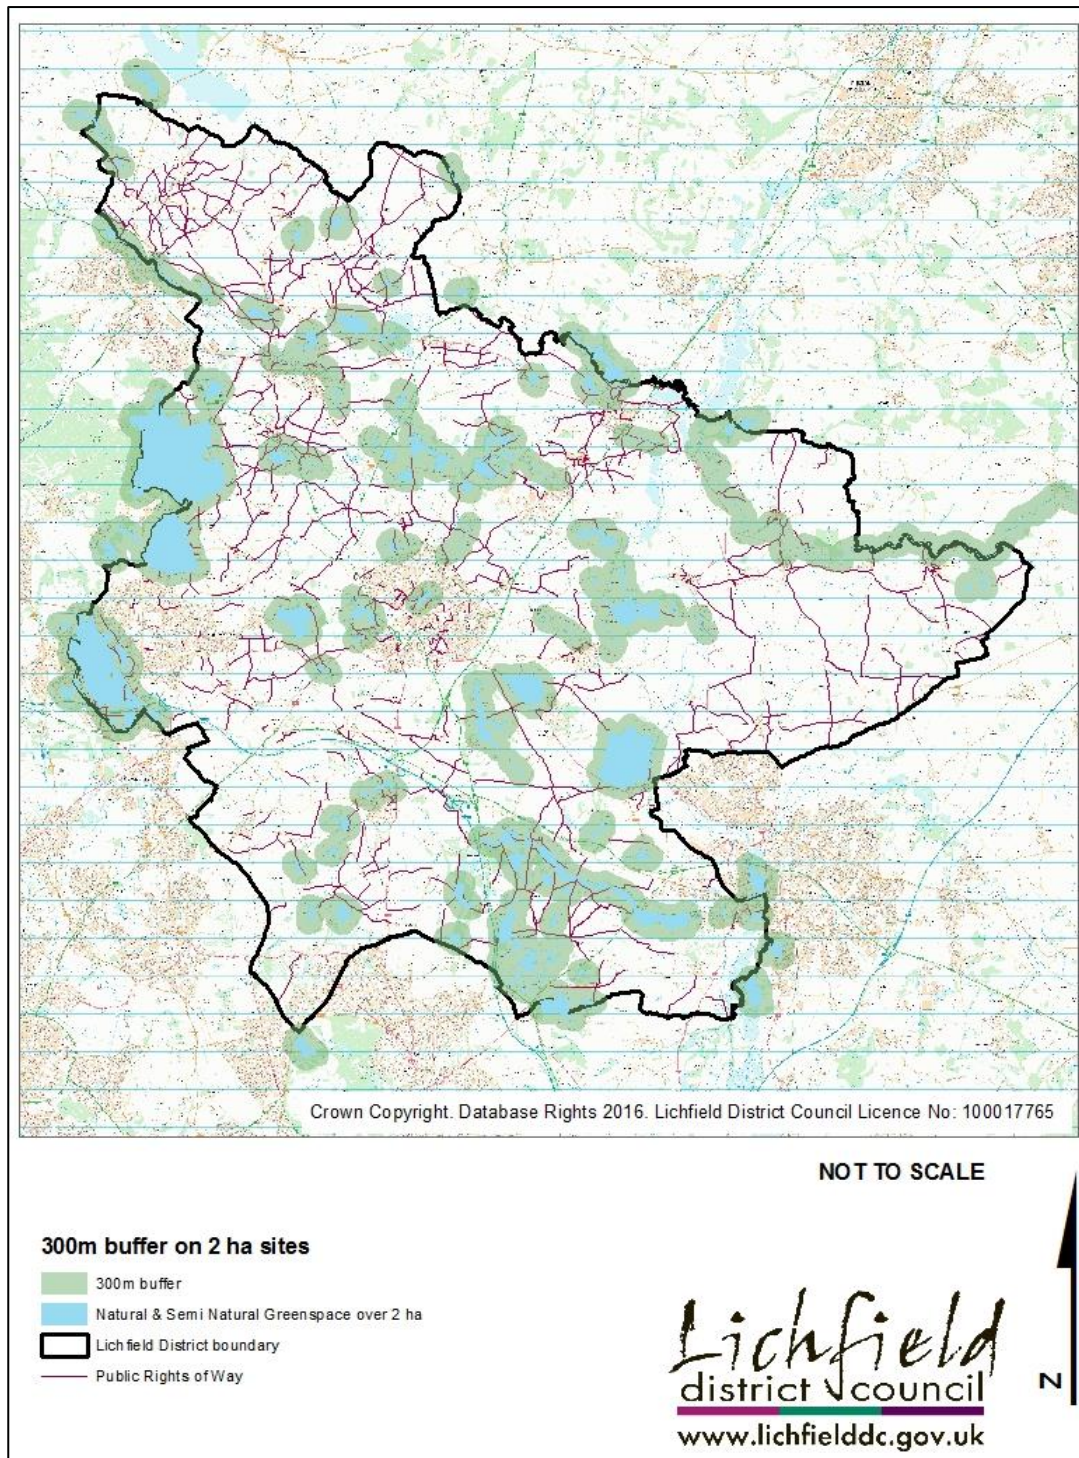 Crown Copyright. Database Rights 2016. Lichfield District Council Licence No: 100017765
NOT TO SCALE
300m buffer on 2 ha sites
300m buffer
Natural & Semi Natural Greenspace over 2 ha
Lichfield District boundary
Public Rights of Way
N
Lichfield
district council
www.lichfielddc.gov.uk